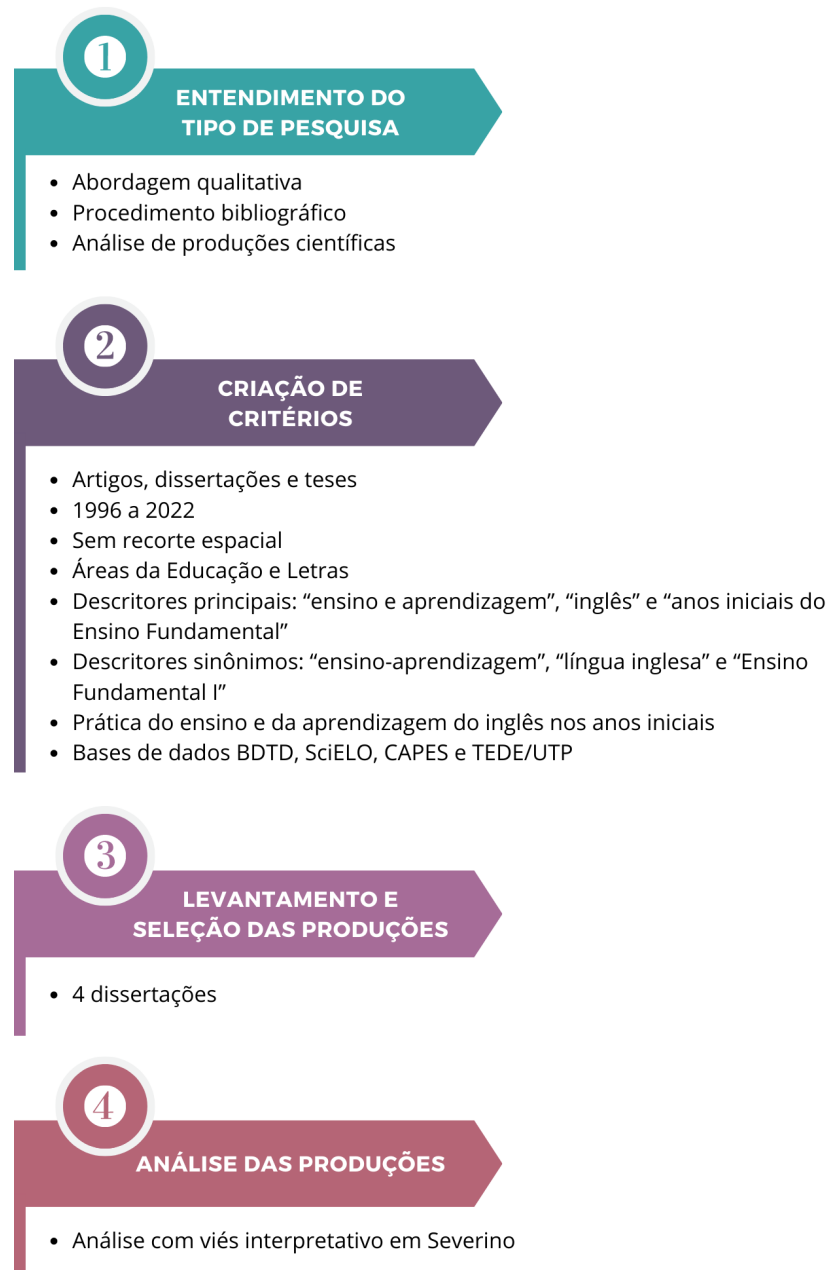 1
ENTENDIMENTO DO
TIPO DE PESQUISA
• Abordagem qualitativa
• Procedimento bibliográfico
• Análise de produções científicas
2
CRIAÇÃO DE
CRITÉRIOS
• Artigos, dissertações e teses
• 1996 a 2022
• Sem recorte espacial
• Áreas da Educação e Letras
• Descritores principais: “ensino e aprendizagem”, “inglês” e “anos iniciais do
Ensino Fundamental”
• Descritores sinônimos: “ensino-aprendizagem”, “língua inglesa” e “Ensino
Fundamental I”
• Prática do ensino e da aprendizagem do inglês nos anos iniciais
• Bases de dados BDTD, SciELO, CAPES e TEDE/UTP
3
LEVANTAMENTO E
SELEÇÃO DAS PRODUÇÕES
• 4 dissertações
4
ANÁLISE DAS PRODUÇÕES
• Análise com viés interpretativo em Severino